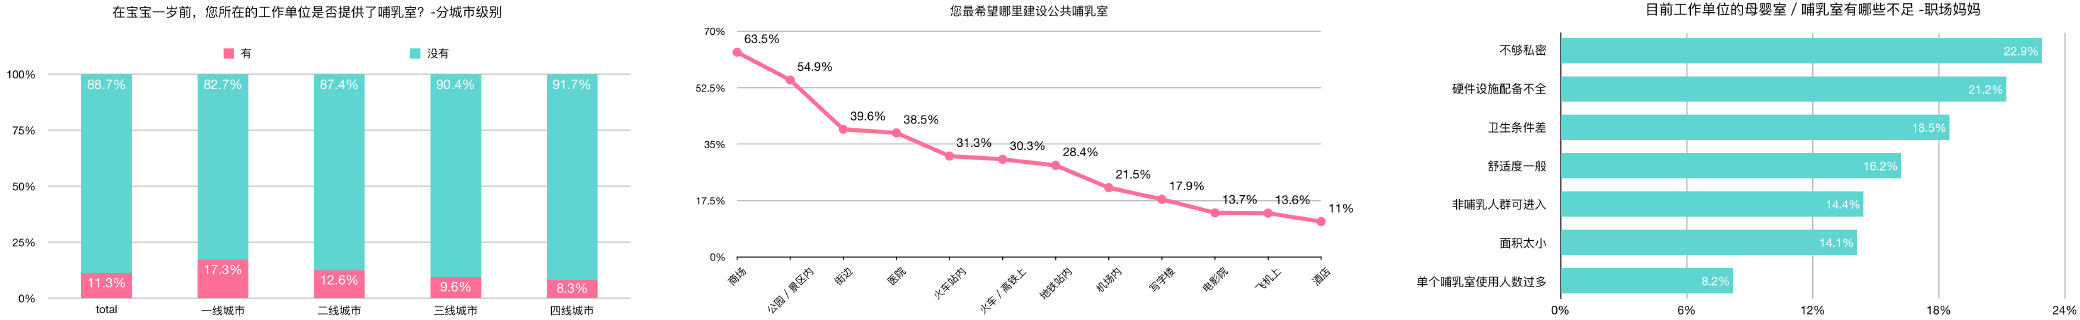 在宝宝一岁前，您所在的工作单位是否提供了哺乳室？-分城市级别
有 没有
100%
75%
50%
25%
0%
88.7% 82.7% 87.4% 90.4% 91.7%
11.3% 17.3% 12.6% 9.6% 8.3%
total 一线城市 二线城市 三线城市 四线城市
您最希望哪里建设公共哺乳室
70%
52.5%
35%
17.5%
0%
63.5%
54.9%
39.6%
38.5%
31.3%
30.3%
28.4%
21.5%
17.9%
13.7%
13.6%
11%
商场
公园 / 景区内
街边
医院
火车站内
火车 / 高铁上
地铁站内
机场内
写字楼
电影院
飞机上
酒店
目前工作单位的母婴室 / 哺乳室有哪些不足 -职场妈妈
不够私密 22.9%
硬件设施配备不全 21.2%
卫生条件差 18.5%
舒适度一般 16.2%
非哺乳人群可进入 14.4%
面积太小 14.1%
单个哺乳室使用人数过多 8.2%
0% 6% 12% 18% 24%